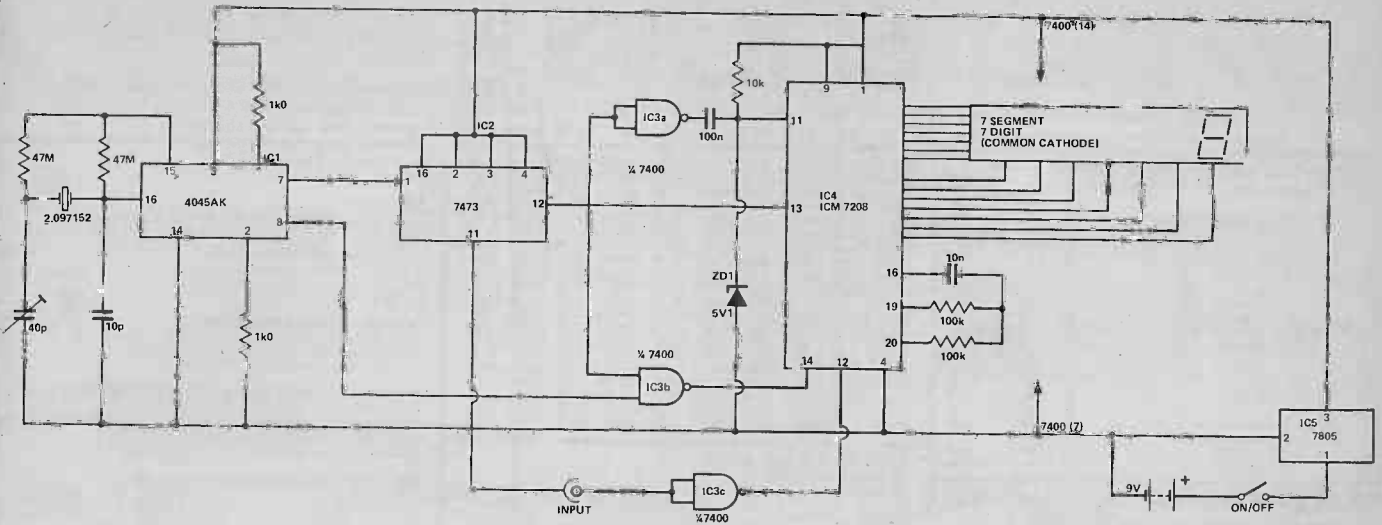 7400 (14)
1k0
10k
9
1
IC2
IC3a
100n
11
7 SEGMENT
7 DIGIT
(COMMON CATHODE)
47M
47M
15
3
IC1
7
16
2
3
4
¼ 7400
2.097152
16
4045AK
8
1
7473
12
13
IC4
ICM 7208
14
2
11
ZD1
5V1
16
10n
19
100k
20
100k
40p
10p
1k0
¼ 7400
IC3b
14
12
4
7400 (7)
IC5
3
2
7805
1
INPUT
IC3c
¼7400
9V
+
ON/OFF